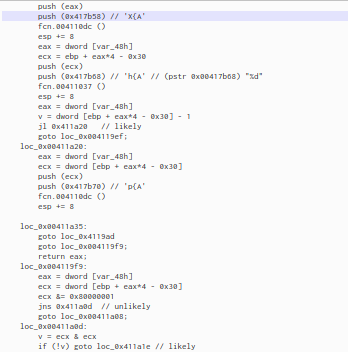 push (eax)
push (0x417b58) // 'X{A'
fcn.004110dc ()
esp += 8
eax = dword [var_48h]
ecx = ebp + eax*4 - 0x30
push (ecx)
push (0x417b68) // 'h{A' // (pstr 0x00417b68) "%d"
fcn.00411037 ()
esp += 8
eax = dword [var_48h]
v = dword [ebp + eax*4 - 0x30] - 1
jl 0x411a20 // likely
goto loc_0x004119ef;
loc_0x00411a20:
eax = dword [var_48h]
ecx = dword [ebp + eax*4 - 0x30]
push (ecx)
push (0x417b70) // 'p{A'
fcn.004110dc ()
esp += 8
loc_0x00411a35:
goto loc_0x4119ad
goto loc_0x004119f9;
return eax;
loc_0x004119f9:
eax = dword [var_48h]
ecx = dword [ebp + eax*4 - 0x30]
ecx &= 0x80000001
jns 0x411a0d // unlikely
goto loc_0x00411a08;
loc_0x00411a0d:
v = ecx & ecx
if (!v) goto loc_0x411a1e // likely